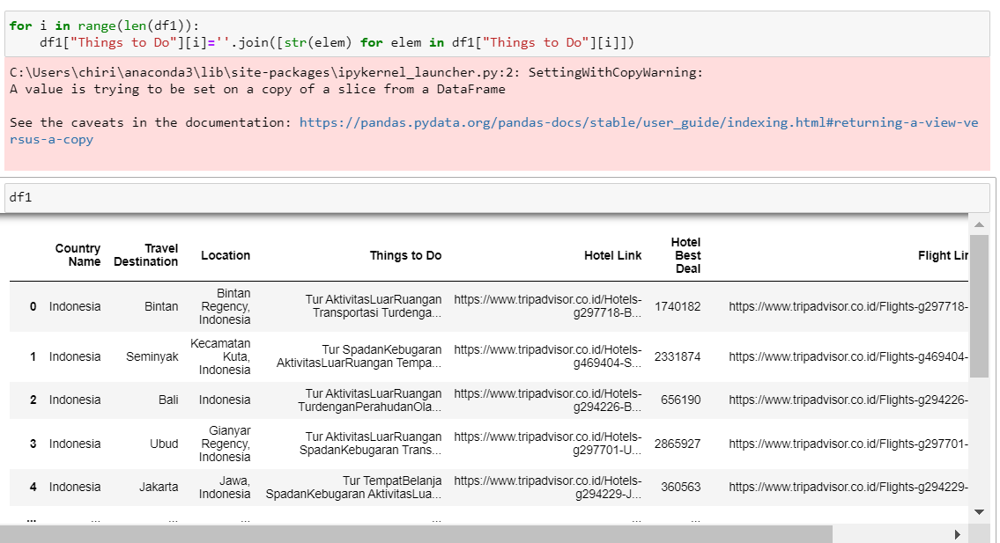 for i in range(len(df1)):
    df1["Things to Do"][i]=''.join([str(elem) for elem in df1["Things to Do"][i]])
C:\Users\chiri\anaconda3\lib\site-packages\ipykernel_launcher.py:2: SettingWithCopyWarning:
A value is trying to be set on a copy of a slice from a DataFrame
See the caveats in the documentation: https://pandas.pydata.org/pandas-docs/stable/user_guide/indexing.html#returning-a-view-ve
rsus-a-copy
df1
Country Name Travel Destination Location Things to Do Hotel Link Hotel Best Deal Flight Lin
0 Indonesia Bintan Bintan Regency, Indonesia Tur AktivitasLuarRuangan Transportasi Turdenga... https://www.tripadvisor.co.id/Hotels-g297718-B... 1740182 https://www.tripadvisor.co.id/Flights-g297718-
1 Indonesia Seminyak Kecamatan Kuta, Indonesia Tur SpadanKebugaran AktivitasLuarRuangan Tempa... https://www.tripadvisor.co.id/Hotels-g469404-S... 2331874 https://www.tripadvisor.co.id/Flights-g469404-
2 Indonesia Bali Indonesia Tur AktivitasLuarRuangan TurdenganPerahudanOla... https://www.tripadvisor.co.id/Hotels-g294226-B... 656190 https://www.tripadvisor.co.id/Flights-g294226-
3 Indonesia Ubud Gianyar Regency, Indonesia Tur AktivitasLuarRuangan SpadanKebugaran Trans... https://www.tripadvisor.co.id/Hotels-g297701-U... 2865927 https://www.tripadvisor.co.id/Flights-g297701-
4 Indonesia Jakarta Jawa, Indonesia Tur TempatBelanja SpadanKebugaran AktivitasLua... https://www.tripadvisor.co.id/Hotels-g294229-J... 360563 https://www.tripadvisor.co.id/Flights-g294229-
... ... ... ... ... ... ...